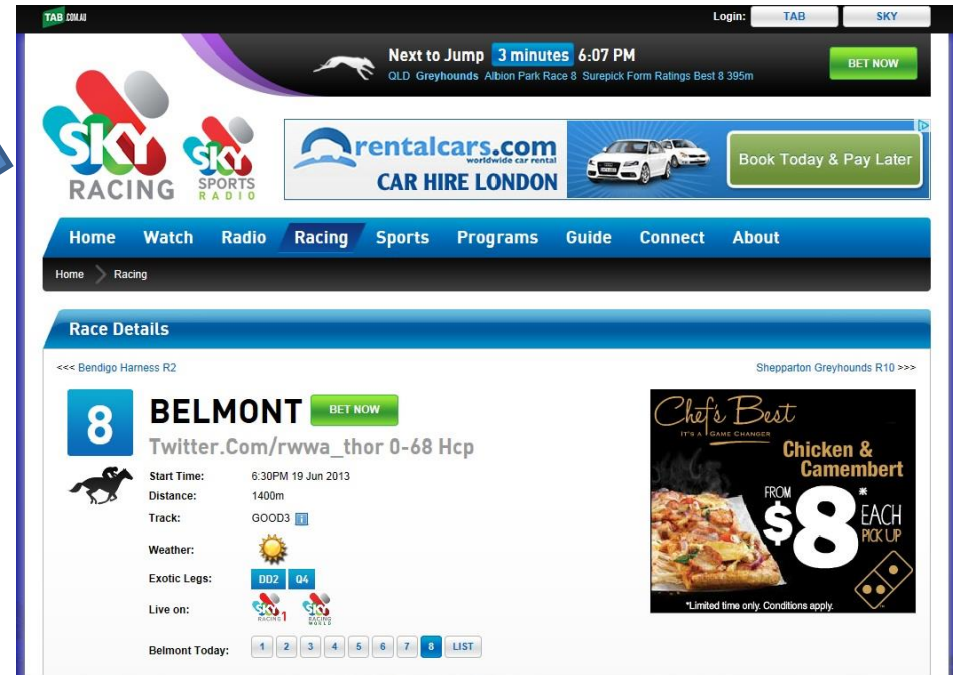 TAB.COM.AU
Login: TAB SKY
Next to Jump 3 minutes 6:07 PM
QLD Greyhounds Albion Park Race 8 Surepick Form Ratings Best 8 395m
BET NOW
SKY
RACING
SKY
SPORTS
RADIO
rentalcars.com
worldwide car rental
CAR HIRE LONDON
Book Today & Pay Later
Home Watch Radio Racing Sports Programs Guide Connect About
Home Racing
Race Details
<<< Bendigo Harness R2
Shepparton Greyhounds R10 >>>
8
BELMONT BET NOW
Twitter.Com/rwwa_thor 0-68 Hcp
Start Time: 6:30PM 19 Jun 2013
Distance: 1400m
Track: GOOD3 i
Weather:
Exotic Legs: DD2 Q4
Live on: SKY RACING 1 SKY RACING WORLD
Belmont Today: 1 2 3 4 5 6 7 8 LIST
Chef's Best
IT'S A GAME CHANGER
Chicken &
Camembert
FROM
$8*
EACH
PICK UP
*Limited time only. Conditions apply.